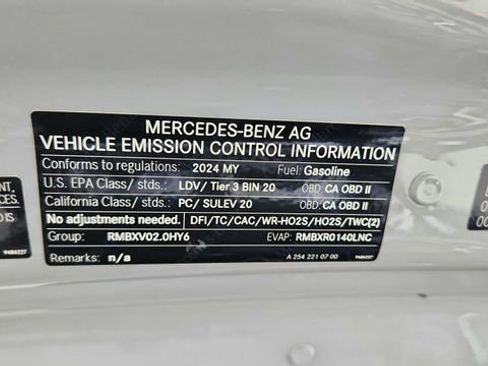 MERCEDES-BENZ AG
VEHICLE EMISSION CONTROL INFORMATION
Conforms to regulations: 2024 MY Fuel: Gasoline
U.S. EPA Class/ stds.: LDV/ Tier 3 BIN 20 OBD: CA OBD II
California Class/ stds.: PC/ SULEV 20 OBD: CA OBD II
No adjustments needed. DFI/TC/CAC/WR-HO2S/HO2S/TWC(2)
Group: RMBXV02.0HY6 EVAP: RMBXR0140LNC
Remarks: n/a A 254 221 07 00